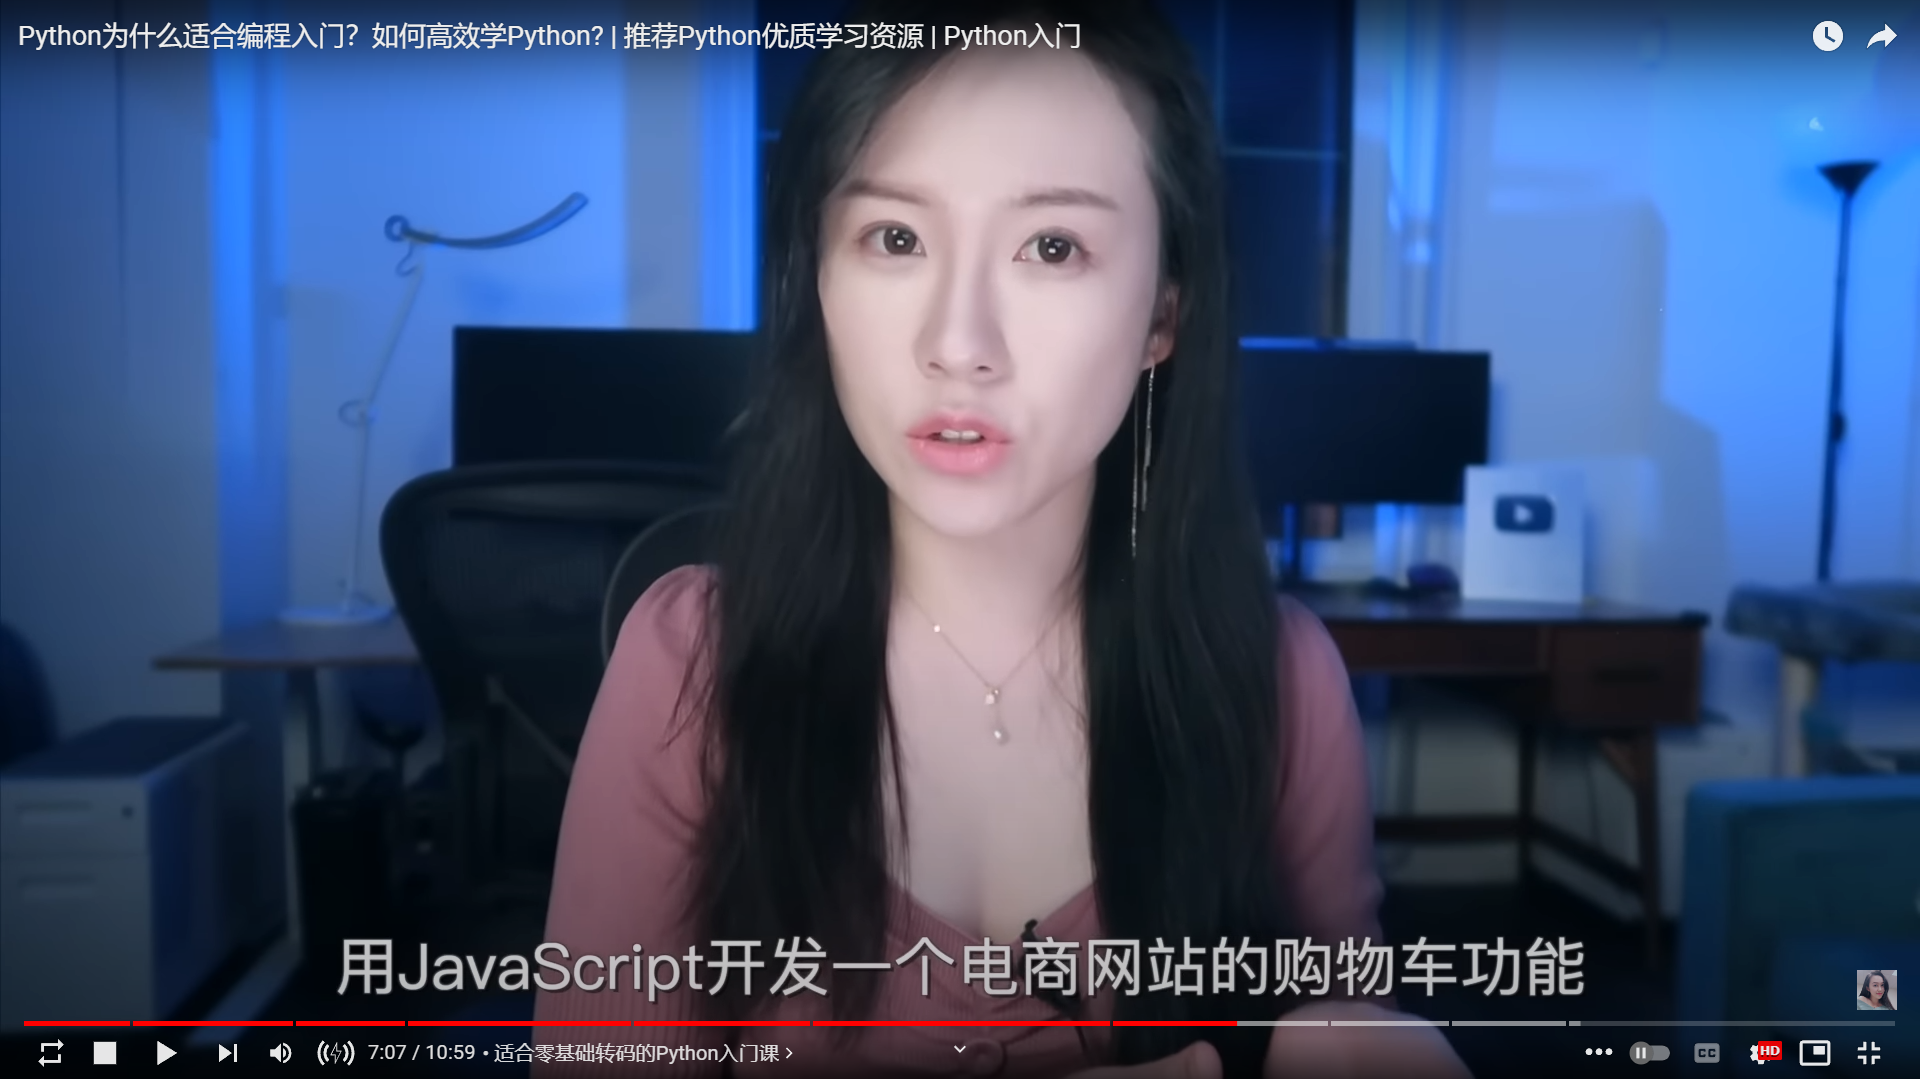 Python为什么适合编程入门？如何高效学Python? | 推荐Python优质学习资源 | Python入门
用JavaScript开发一个电商网站的购物车功能
7:07 / 10:59 • 适合零基础转码的Python入门课
CC
HD